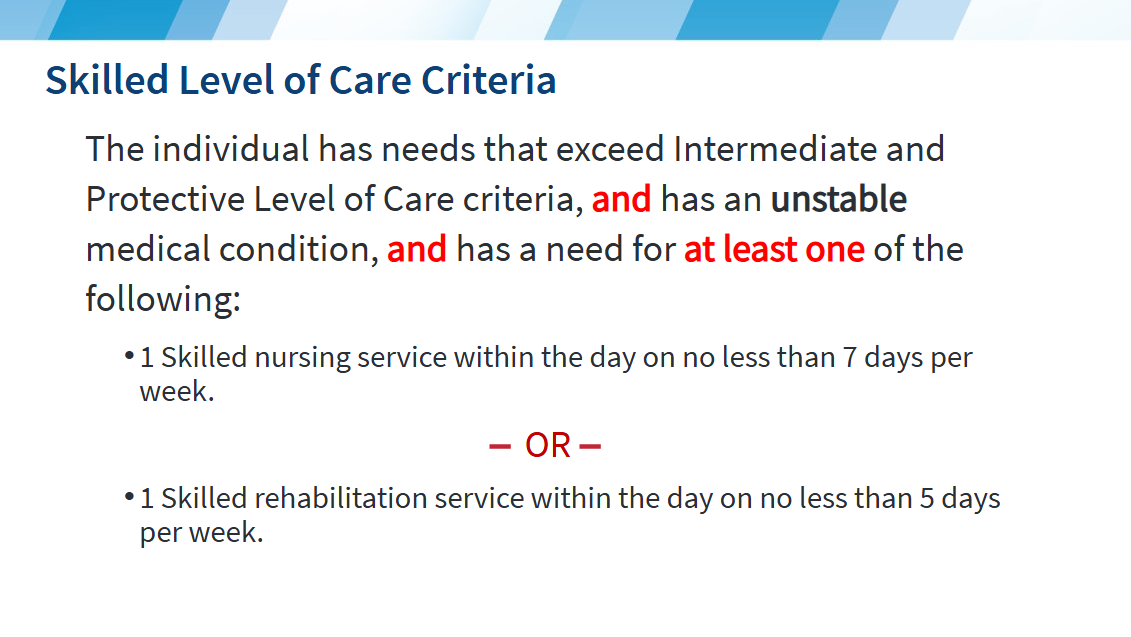 Skilled Level of Care Criteria
The individual has needs that exceed Intermediate and
Protective Level of Care criteria, and has an unstable
medical condition, and has a need for at least one of the
following:
• 1 Skilled nursing service within the day on no less than 7 days per
week.
– OR –
• 1 Skilled rehabilitation service within the day on no less than 5 days
per week.